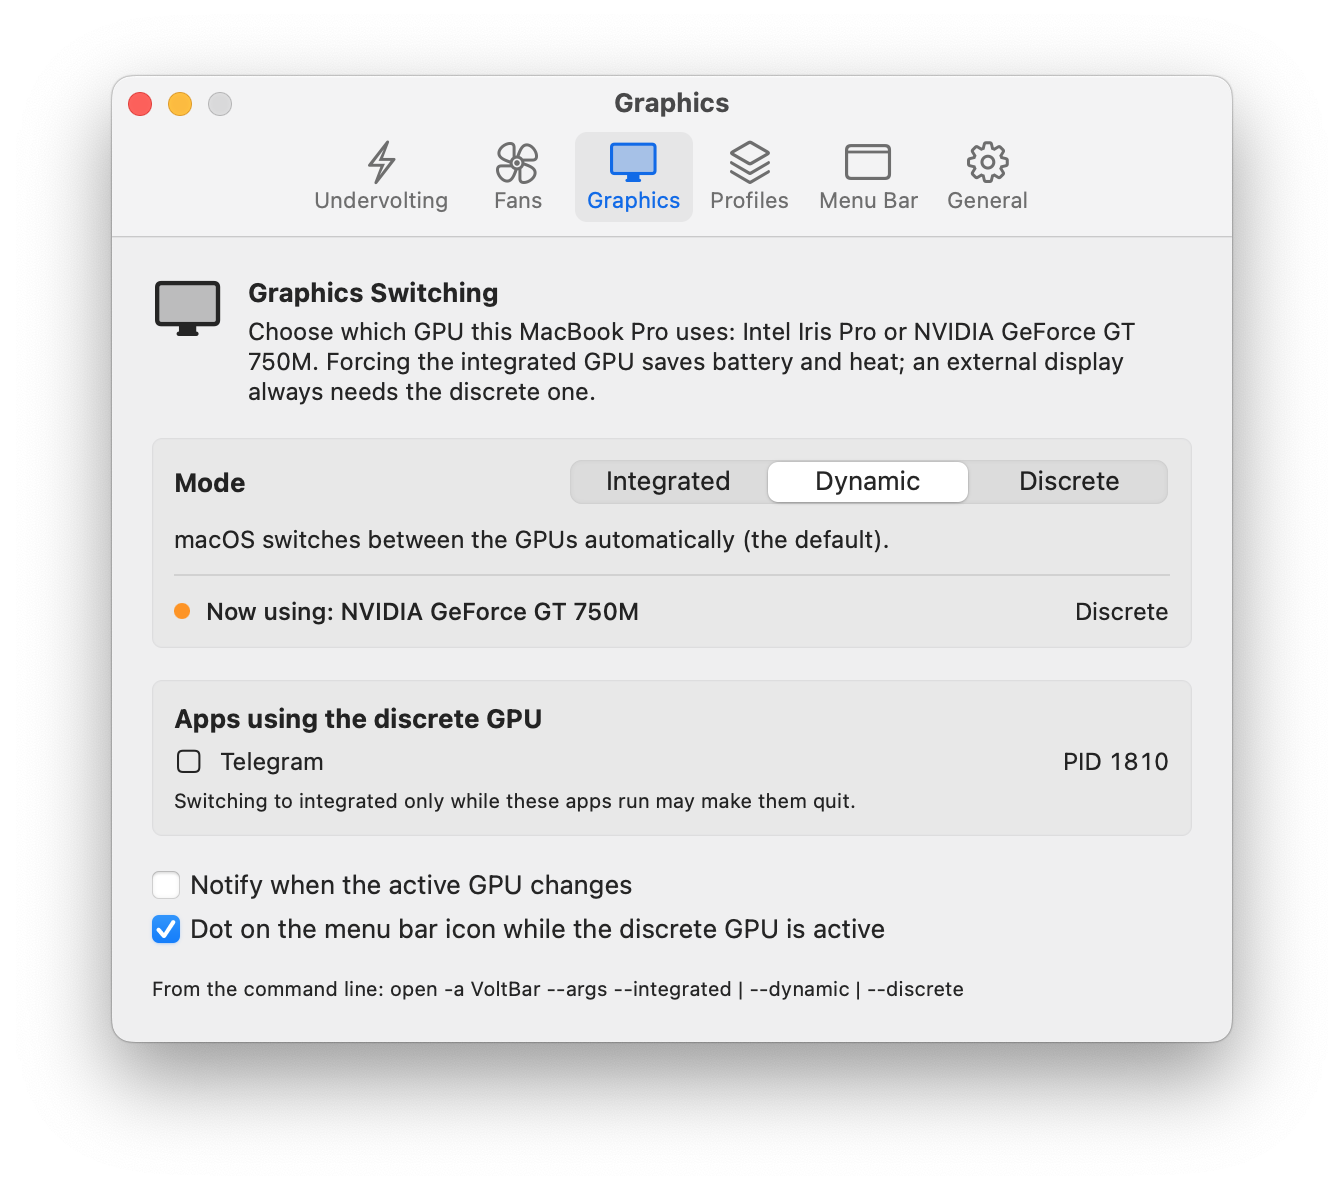 Graphics
Undervolting
Fans
Graphics
Profiles
Menu Bar
General
Graphics Switching
Choose which GPU this MacBook Pro uses: Intel Iris Pro or NVIDIA GeForce GT
750M. Forcing the integrated GPU saves battery and heat; an external display
always needs the discrete one.
Mode
Integrated
Dynamic
Discrete
macOS switches between the GPUs automatically (the default).
Now using: NVIDIA GeForce GT 750M
Discrete
Apps using the discrete GPU
Telegram
PID 1810
Switching to integrated only while these apps run may make them quit.
Notify when the active GPU changes
Dot on the menu bar icon while the discrete GPU is active
From the command line: open -a VoltBar --args --integrated | --dynamic | --discrete